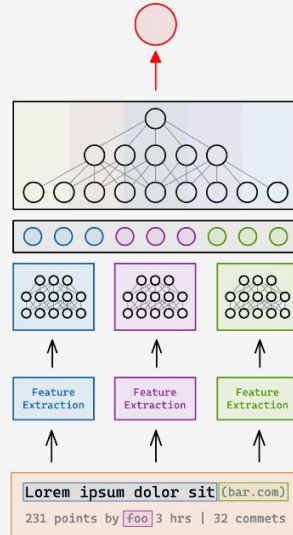 Feature Extraction
Feature Extraction
Feature Extraction
Lorem ipsum dolor sit (bar.com)
231 points by foo 3 hrs | 32 commets